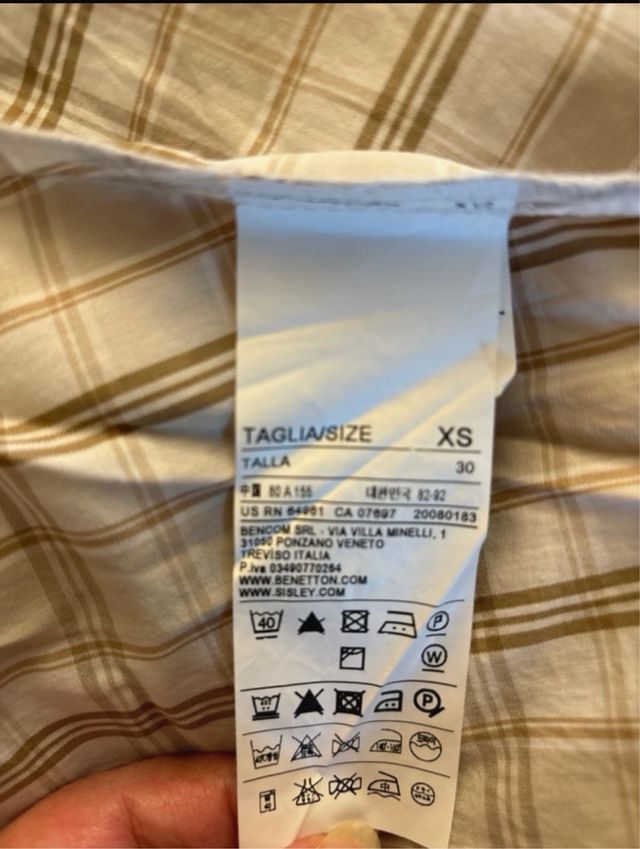 TAGLIA/SIZE XS
TALLA 30
中国 80 A 155 대한민국 82-92
US RN CA 07697 20080183
BENCOM SRL - VIA VILLA MINELLI, 1
31050 PONZANO VENETO
TREVISO ITALIA
P.iva 03490770264
WWW.BENETTON.COM
WWW.SISLEY.COM
40 P
W
P